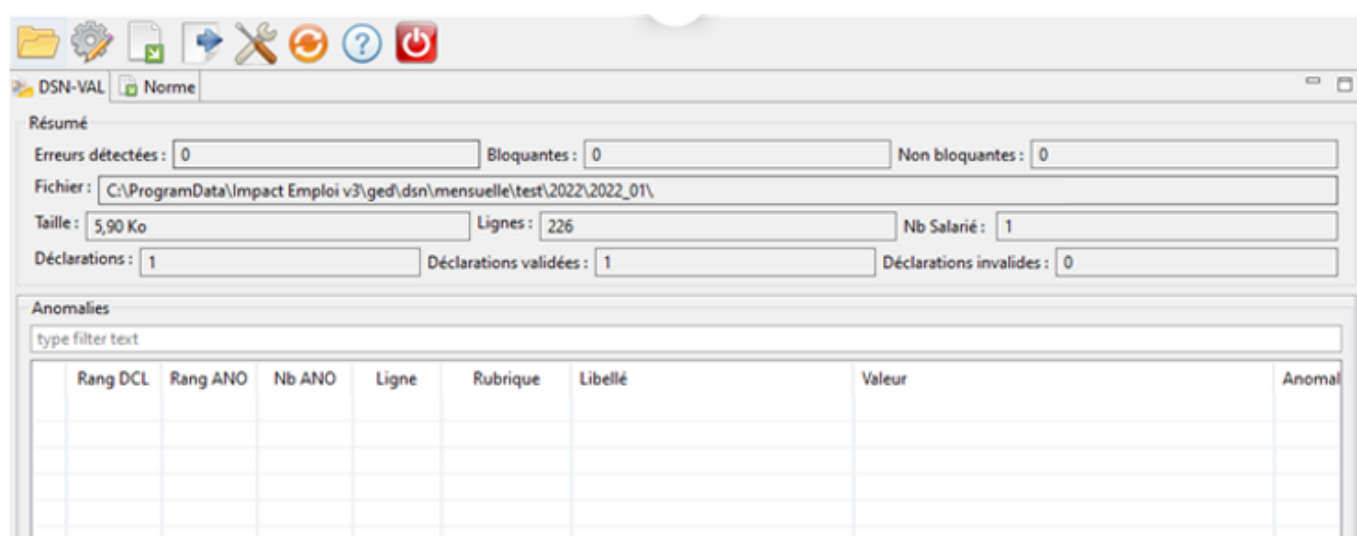 DSN-VAL Norme
Résumé
Erreurs détectées : 0 Bloquantes : 0 Non bloquantes : 0
Fichier : C:\ProgramData\Impact Emploi v3\ged\dsn\mensuelle\test\2022\2022_01\
Taille : 5,90 Ko Lignes : 226 Nb Salarié : 1
Déclarations : 1 Déclarations validées : 1 Déclarations invalides : 0
Anomalies
type filter text
Rang DCL Rang ANO Nb ANO Ligne Rubrique Libellé Valeur Anomal